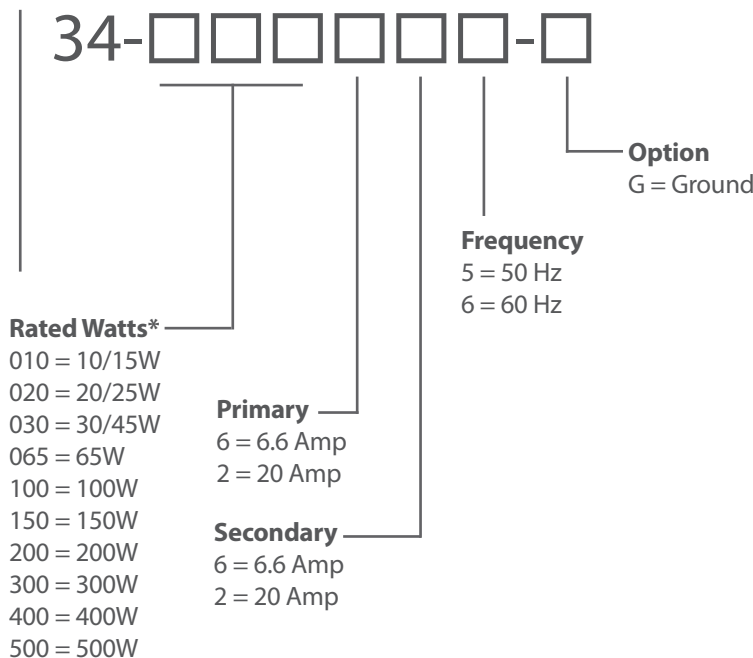 34-□□□□□□-□
Option
G = Ground
Frequency
5 = 50 Hz
6 = 60 Hz
Rated Watts*
010 = 10/15W
020 = 20/25W
030 = 30/45W
065 = 65W
100 = 100W
150 = 150W
200 = 200W
300 = 300W
400 = 400W
500 = 500W
Primary
6 = 6.6 Amp
2 = 20 Amp
Secondary
6 = 6.6 Amp
2 = 20 Amp